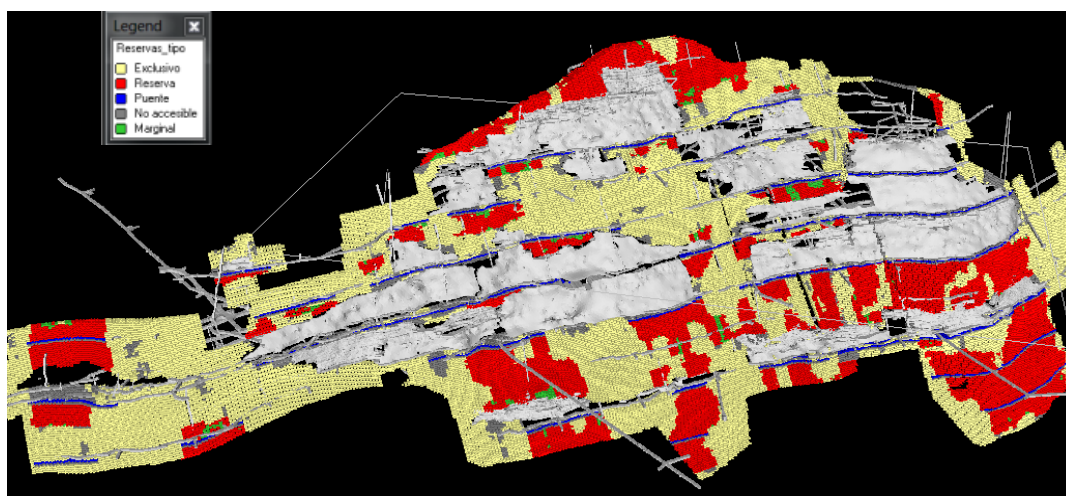 Legend
Reservas_tipo
Exclusivo
Reserva
Puente
No accesible
Marginal